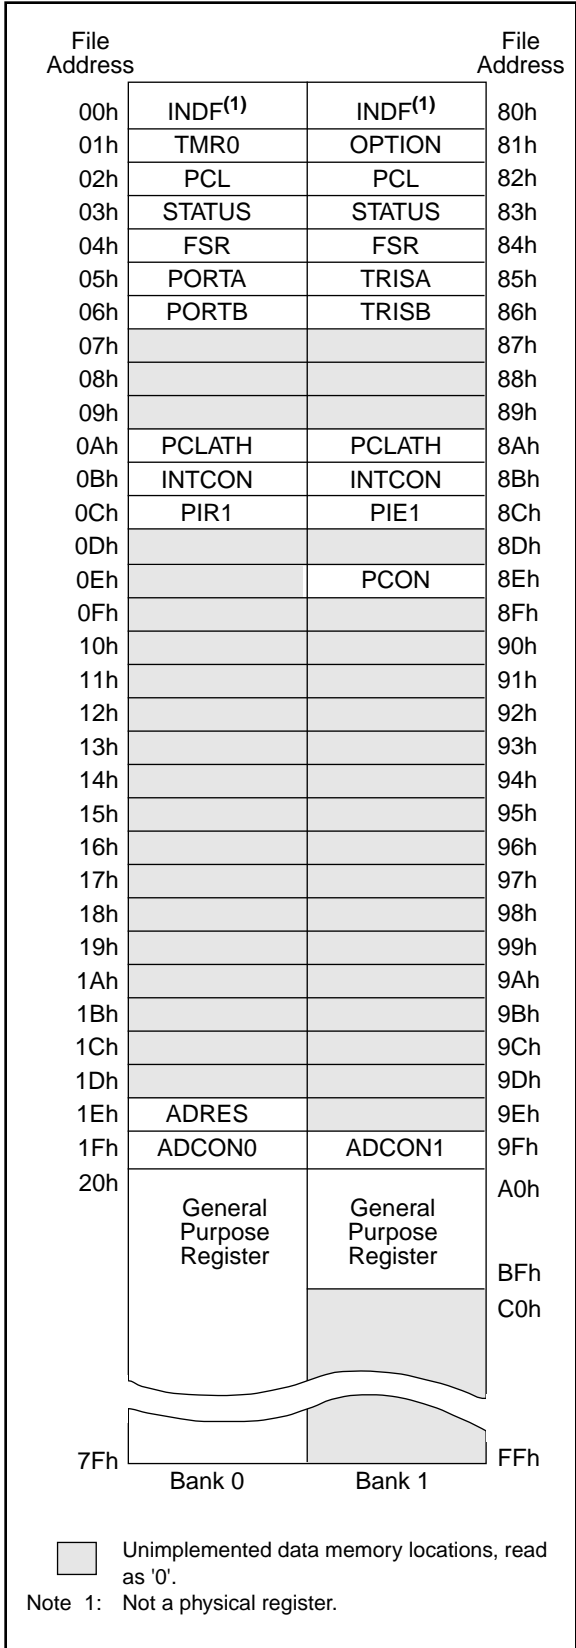 File Address File Address
00h INDF(1) INDF(1) 80h
01h TMR0 OPTION 81h
02h PCL PCL 82h
03h STATUS STATUS 83h
04h FSR FSR 84h
05h PORTA TRISA 85h
06h PORTB TRISB 86h
07h 87h
08h 88h
09h 89h
0Ah PCLATH PCLATH 8Ah
0Bh INTCON INTCON 8Bh
0Ch PIR1 PIE1 8Ch
0Dh 8Dh
0Eh PCON 8Eh
0Fh 8Fh
10h 90h
11h 91h
12h 92h
13h 93h
14h 94h
15h 95h
16h 96h
17h 97h
18h 98h
19h 99h
1Ah 9Ah
1Bh 9Bh
1Ch 9Ch
1Dh 9Dh
1Eh ADRES 9Eh
1Fh ADCON0 ADCON1 9Fh
20h A0h
General General
Purpose Purpose
Register Register
BFh
C0h
7Fh FFh
Bank 0 Bank 1
Unimplemented data memory locations, read
as '0'.
Note 1: Not a physical register.